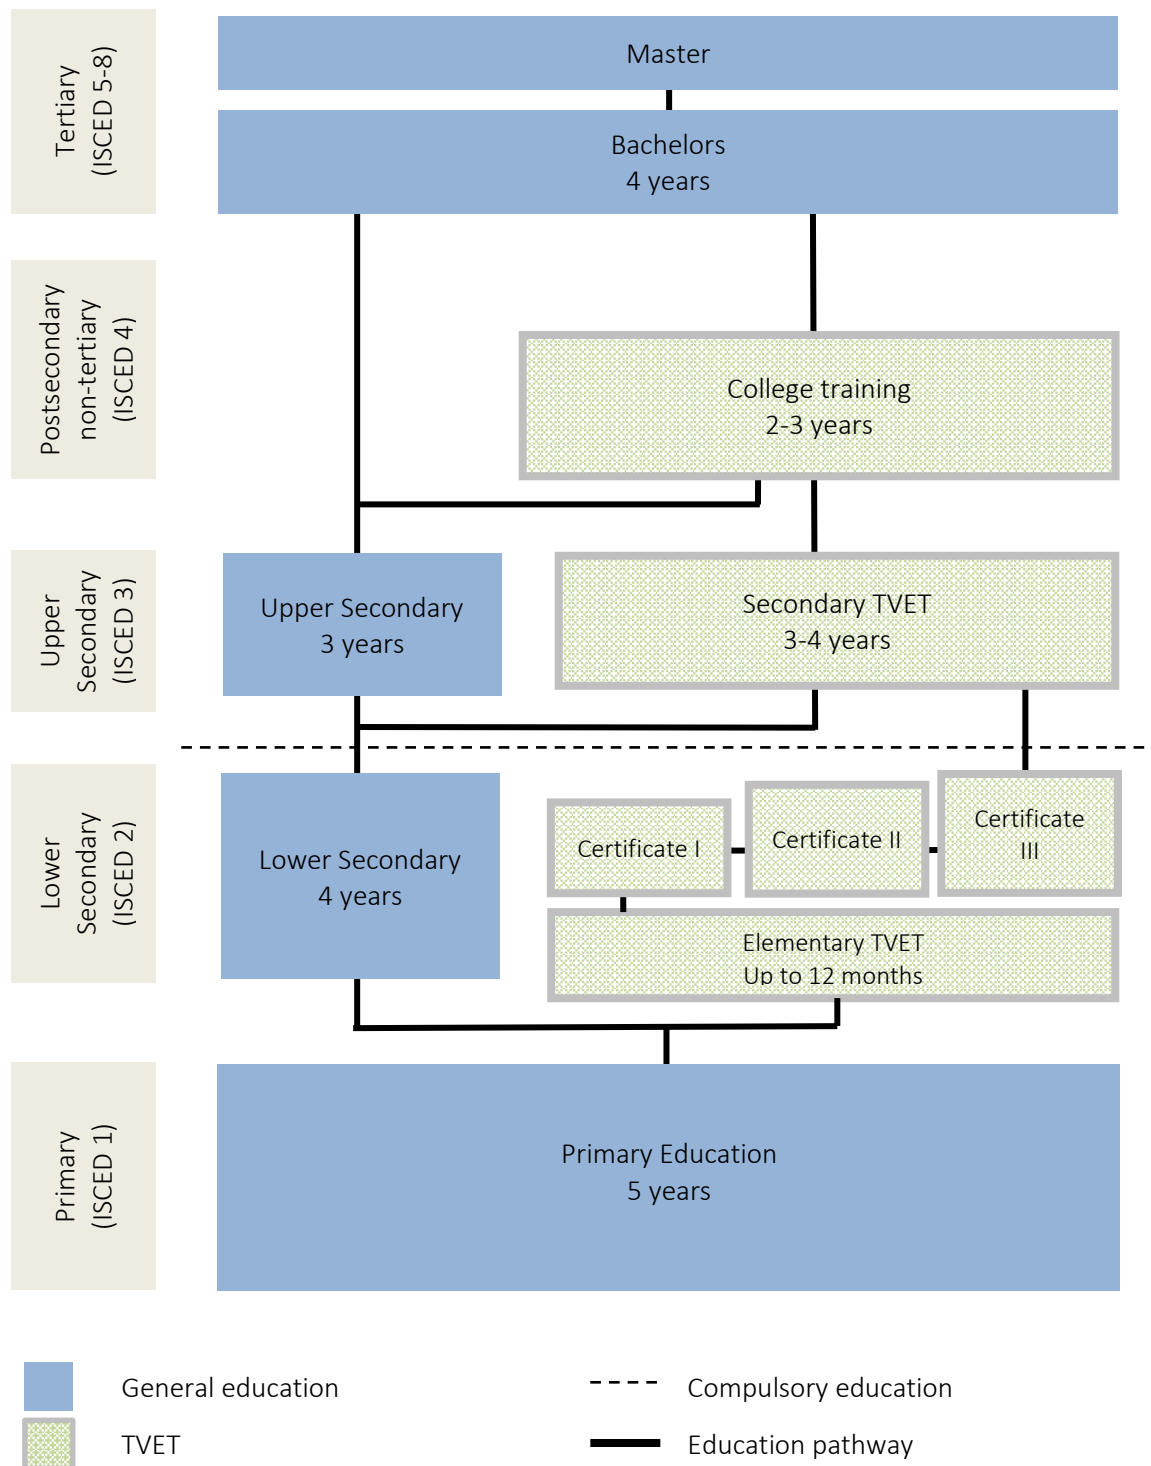 Tertiary
(ISCED 5-8)
Master
Bachelors
4 years
Postsecondary
non-tertiary
(ISCED 4)
College training
2-3 years
Upper
Secondary
(ISCED 3)
Upper Secondary
3 years
Secondary TVET
3-4 years
Lower
Secondary
(ISCED 2)
Lower Secondary
4 years
Certificate I
Certificate II
Certificate
III
Elementary TVET
Up to 12 months
Primary
(ISCED 1)
Primary Education
5 years
General education
Compulsory education
TVET
Education pathway